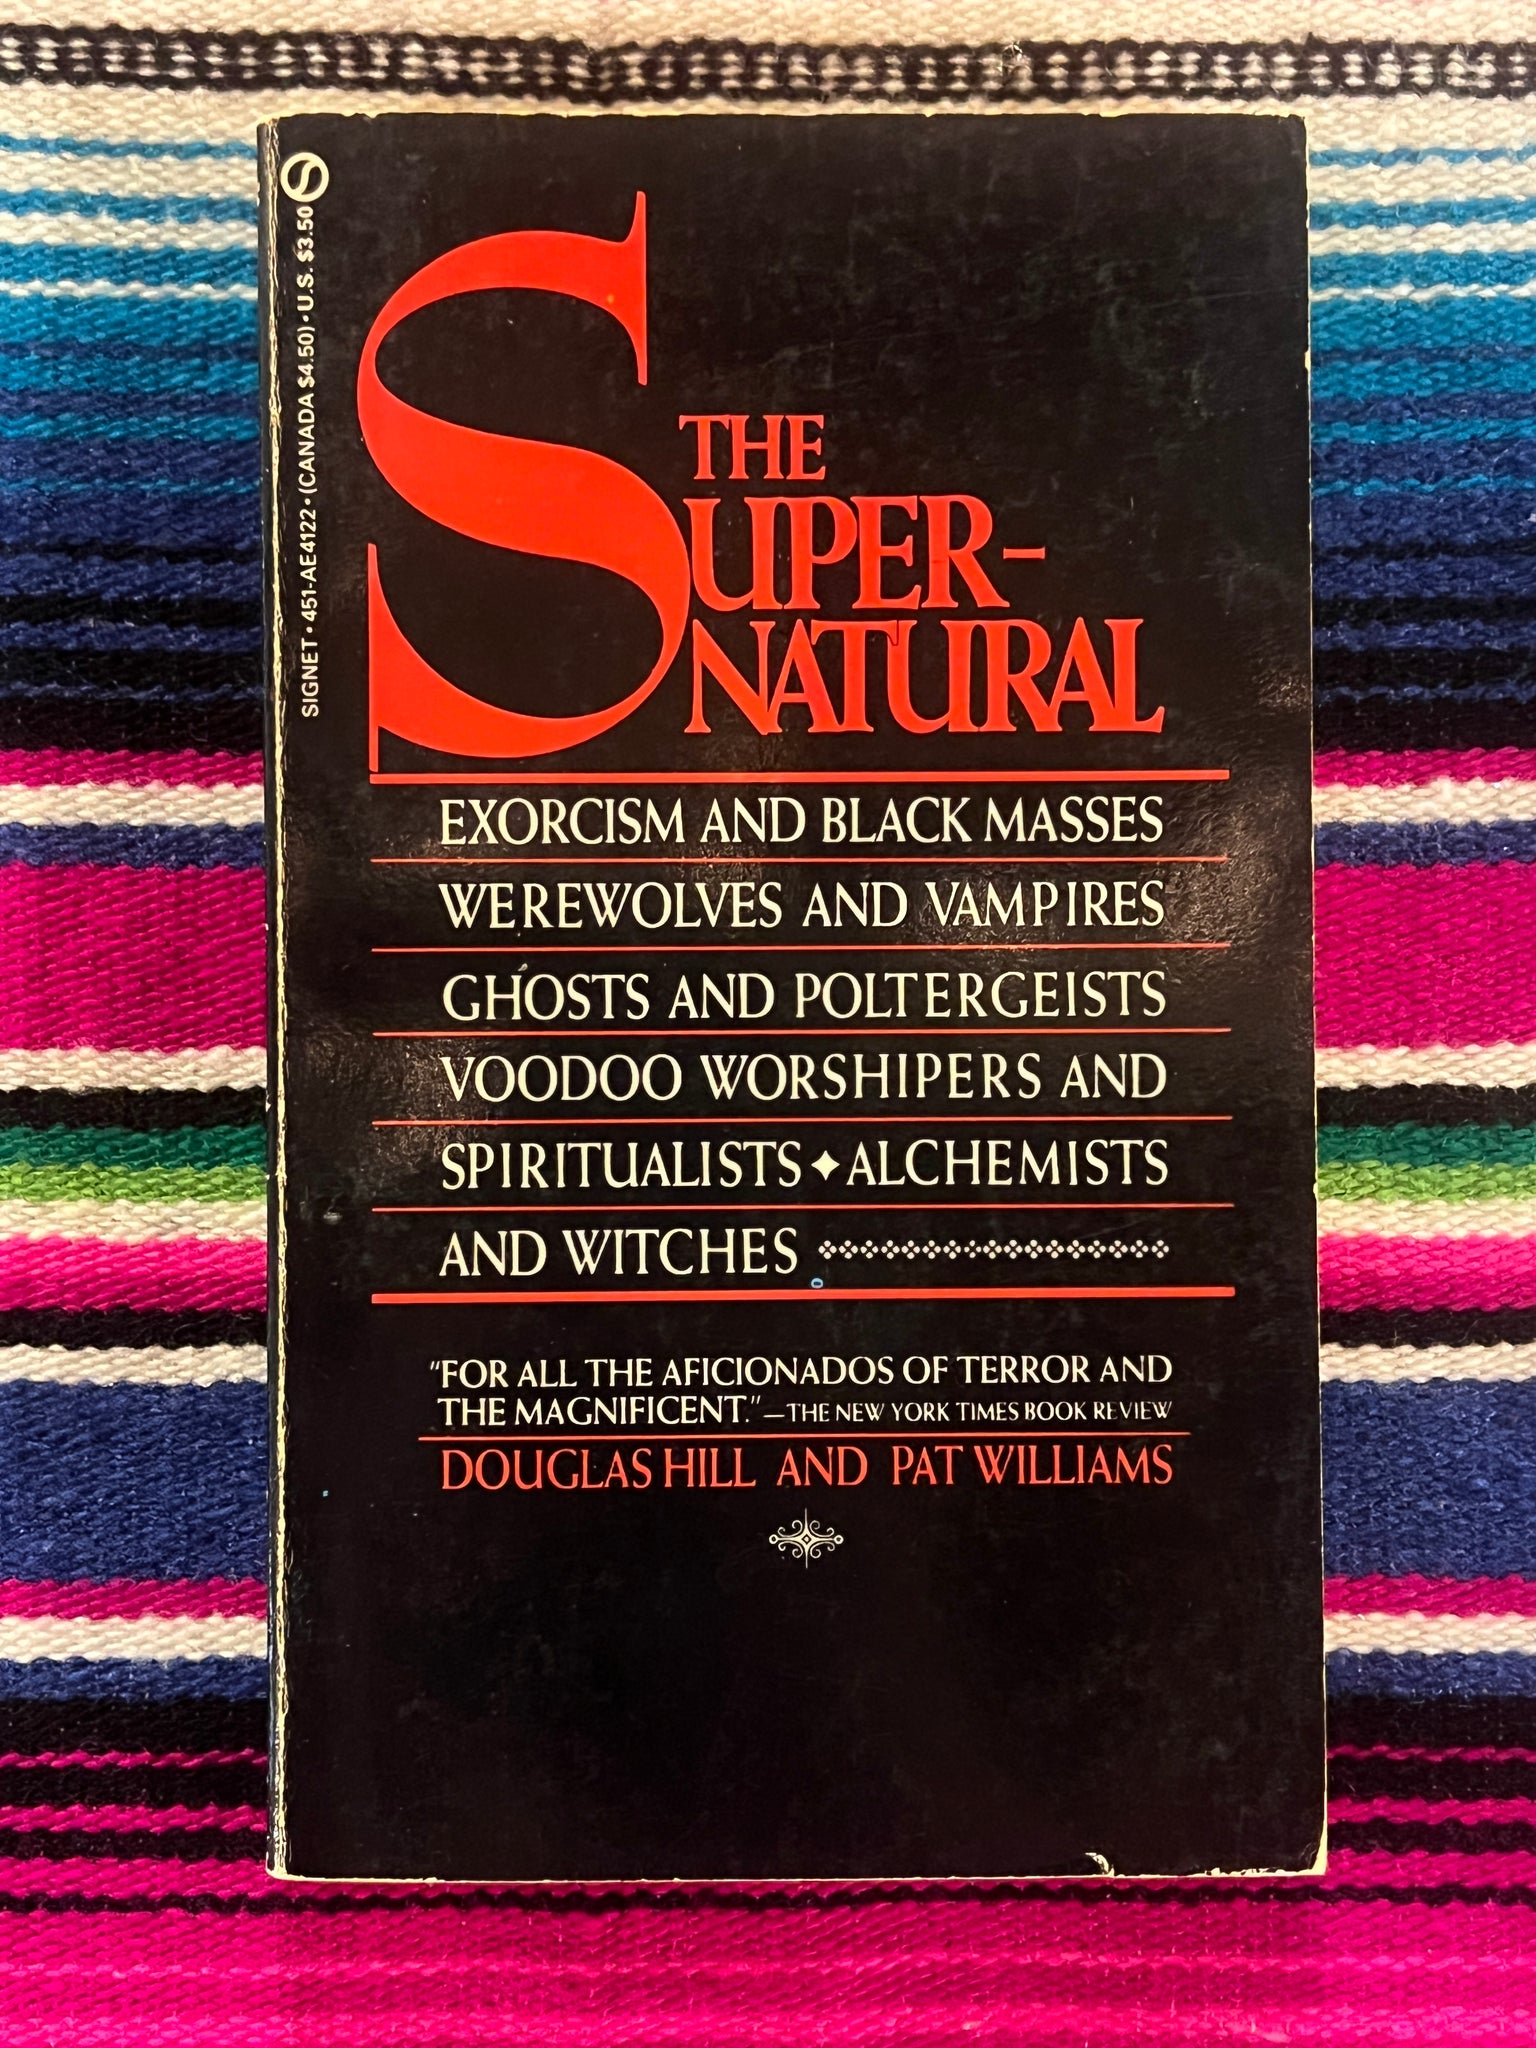 SIGNET • 451-AE4122 • (CANADA $4.50) • U.S. $3.50
THE
SUPER-
NATURAL
EXORCISM AND BLACK MASSES
WEREWOLVES AND VAMPIRES
GHOSTS AND POLTERGEISTS
VOODOO WORSHIPERS AND
SPIRITUALISTS ✦ ALCHEMISTS
AND WITCHES
"FOR ALL THE AFICIONADOS OF TERROR AND
THE MAGNIFICENT."—THE NEW YORK TIMES BOOK REVIEW
DOUGLAS HILL AND PAT WILLIAMS